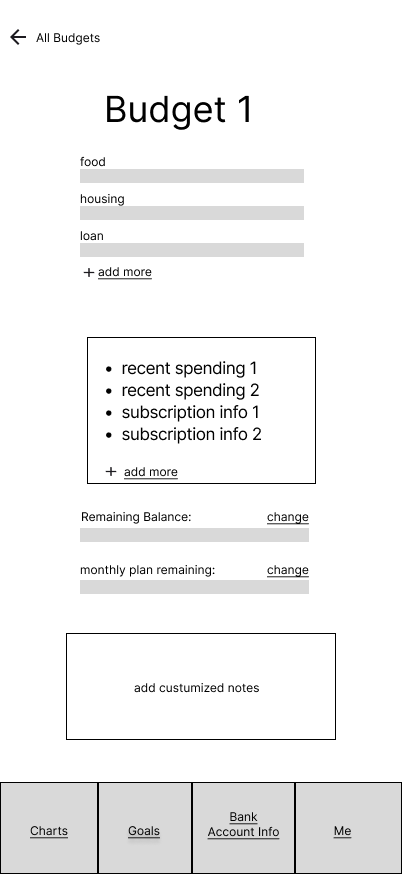 All Budgets
Budget 1
food
housing
loan
+ add more
• recent spending 1
• recent spending 2
• subscription info 1
• subscription info 2
+ add more
Remaining Balance: change
monthly plan remaining: change
add custumized notes
Charts
Goals
Bank
Account Info
Me